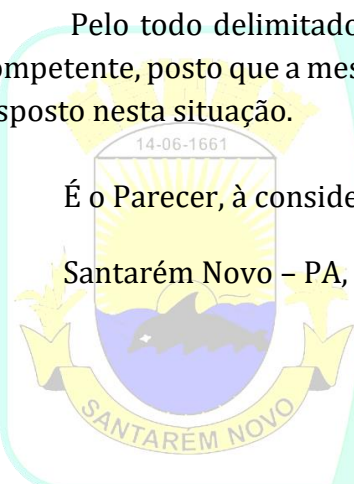 Pelo todo delimitado
ompetente, posto que a mes
sposto nesta situação.
14-06-1661
É o Parecer, à conside
Santarém Novo – PA,
SANTARÉM NOVO